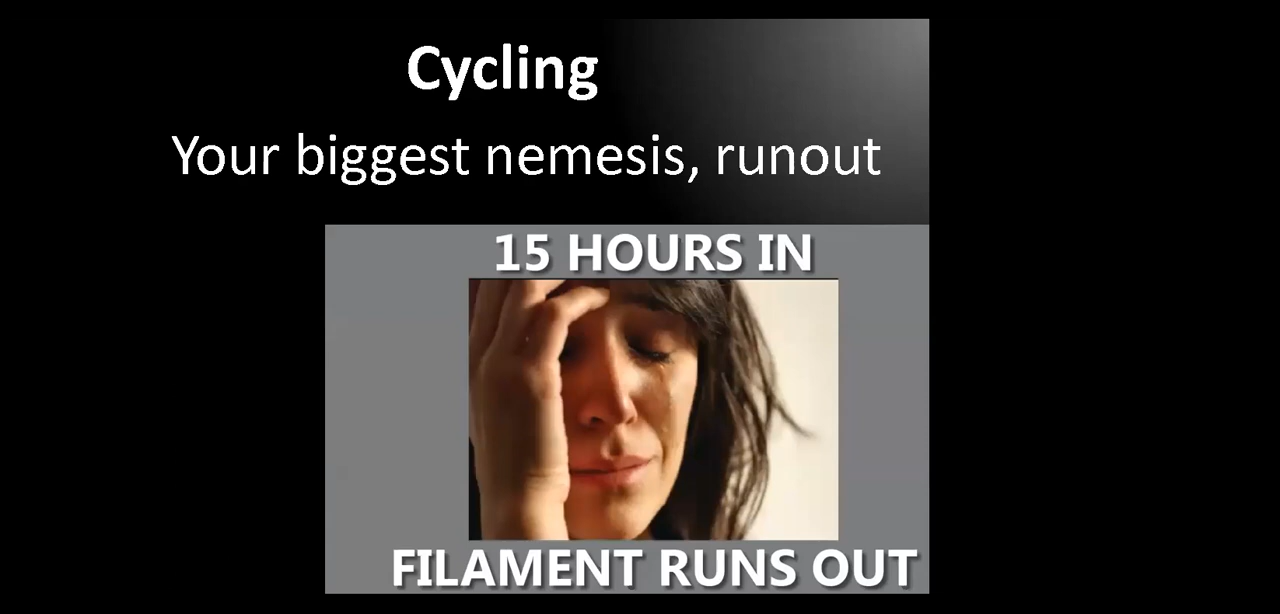 Cycling
Your biggest nemesis, runout
15 HOURS IN
FILAMENT RUNS OUT